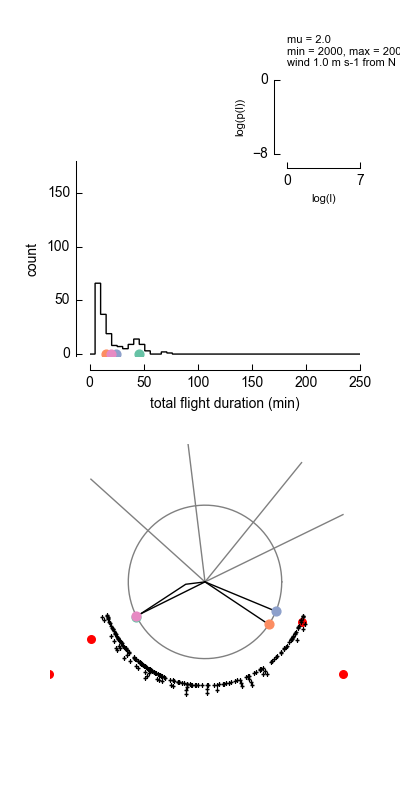 mu = 2.0
min = 2000, max = 200
wind 1.0 m s-1 from N
0
log(p(l))
−8
0 7
log(l)
150
100
50
0
count
0 50 100 150 200 250
total flight duration (min)